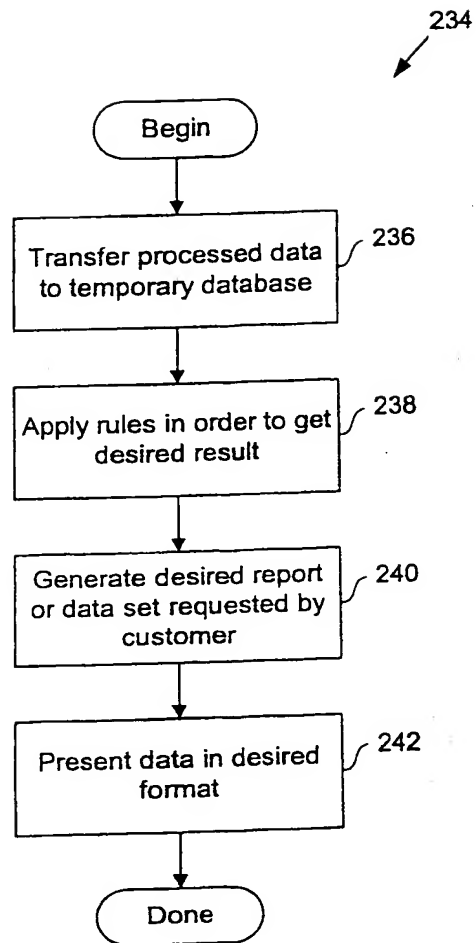 234
Begin
Transfer processed data
to temporary database
236
Apply rules in order to get
desired result
238
Generate desired report
or data set requested by
customer
240
Present data in desired
format
242
Done